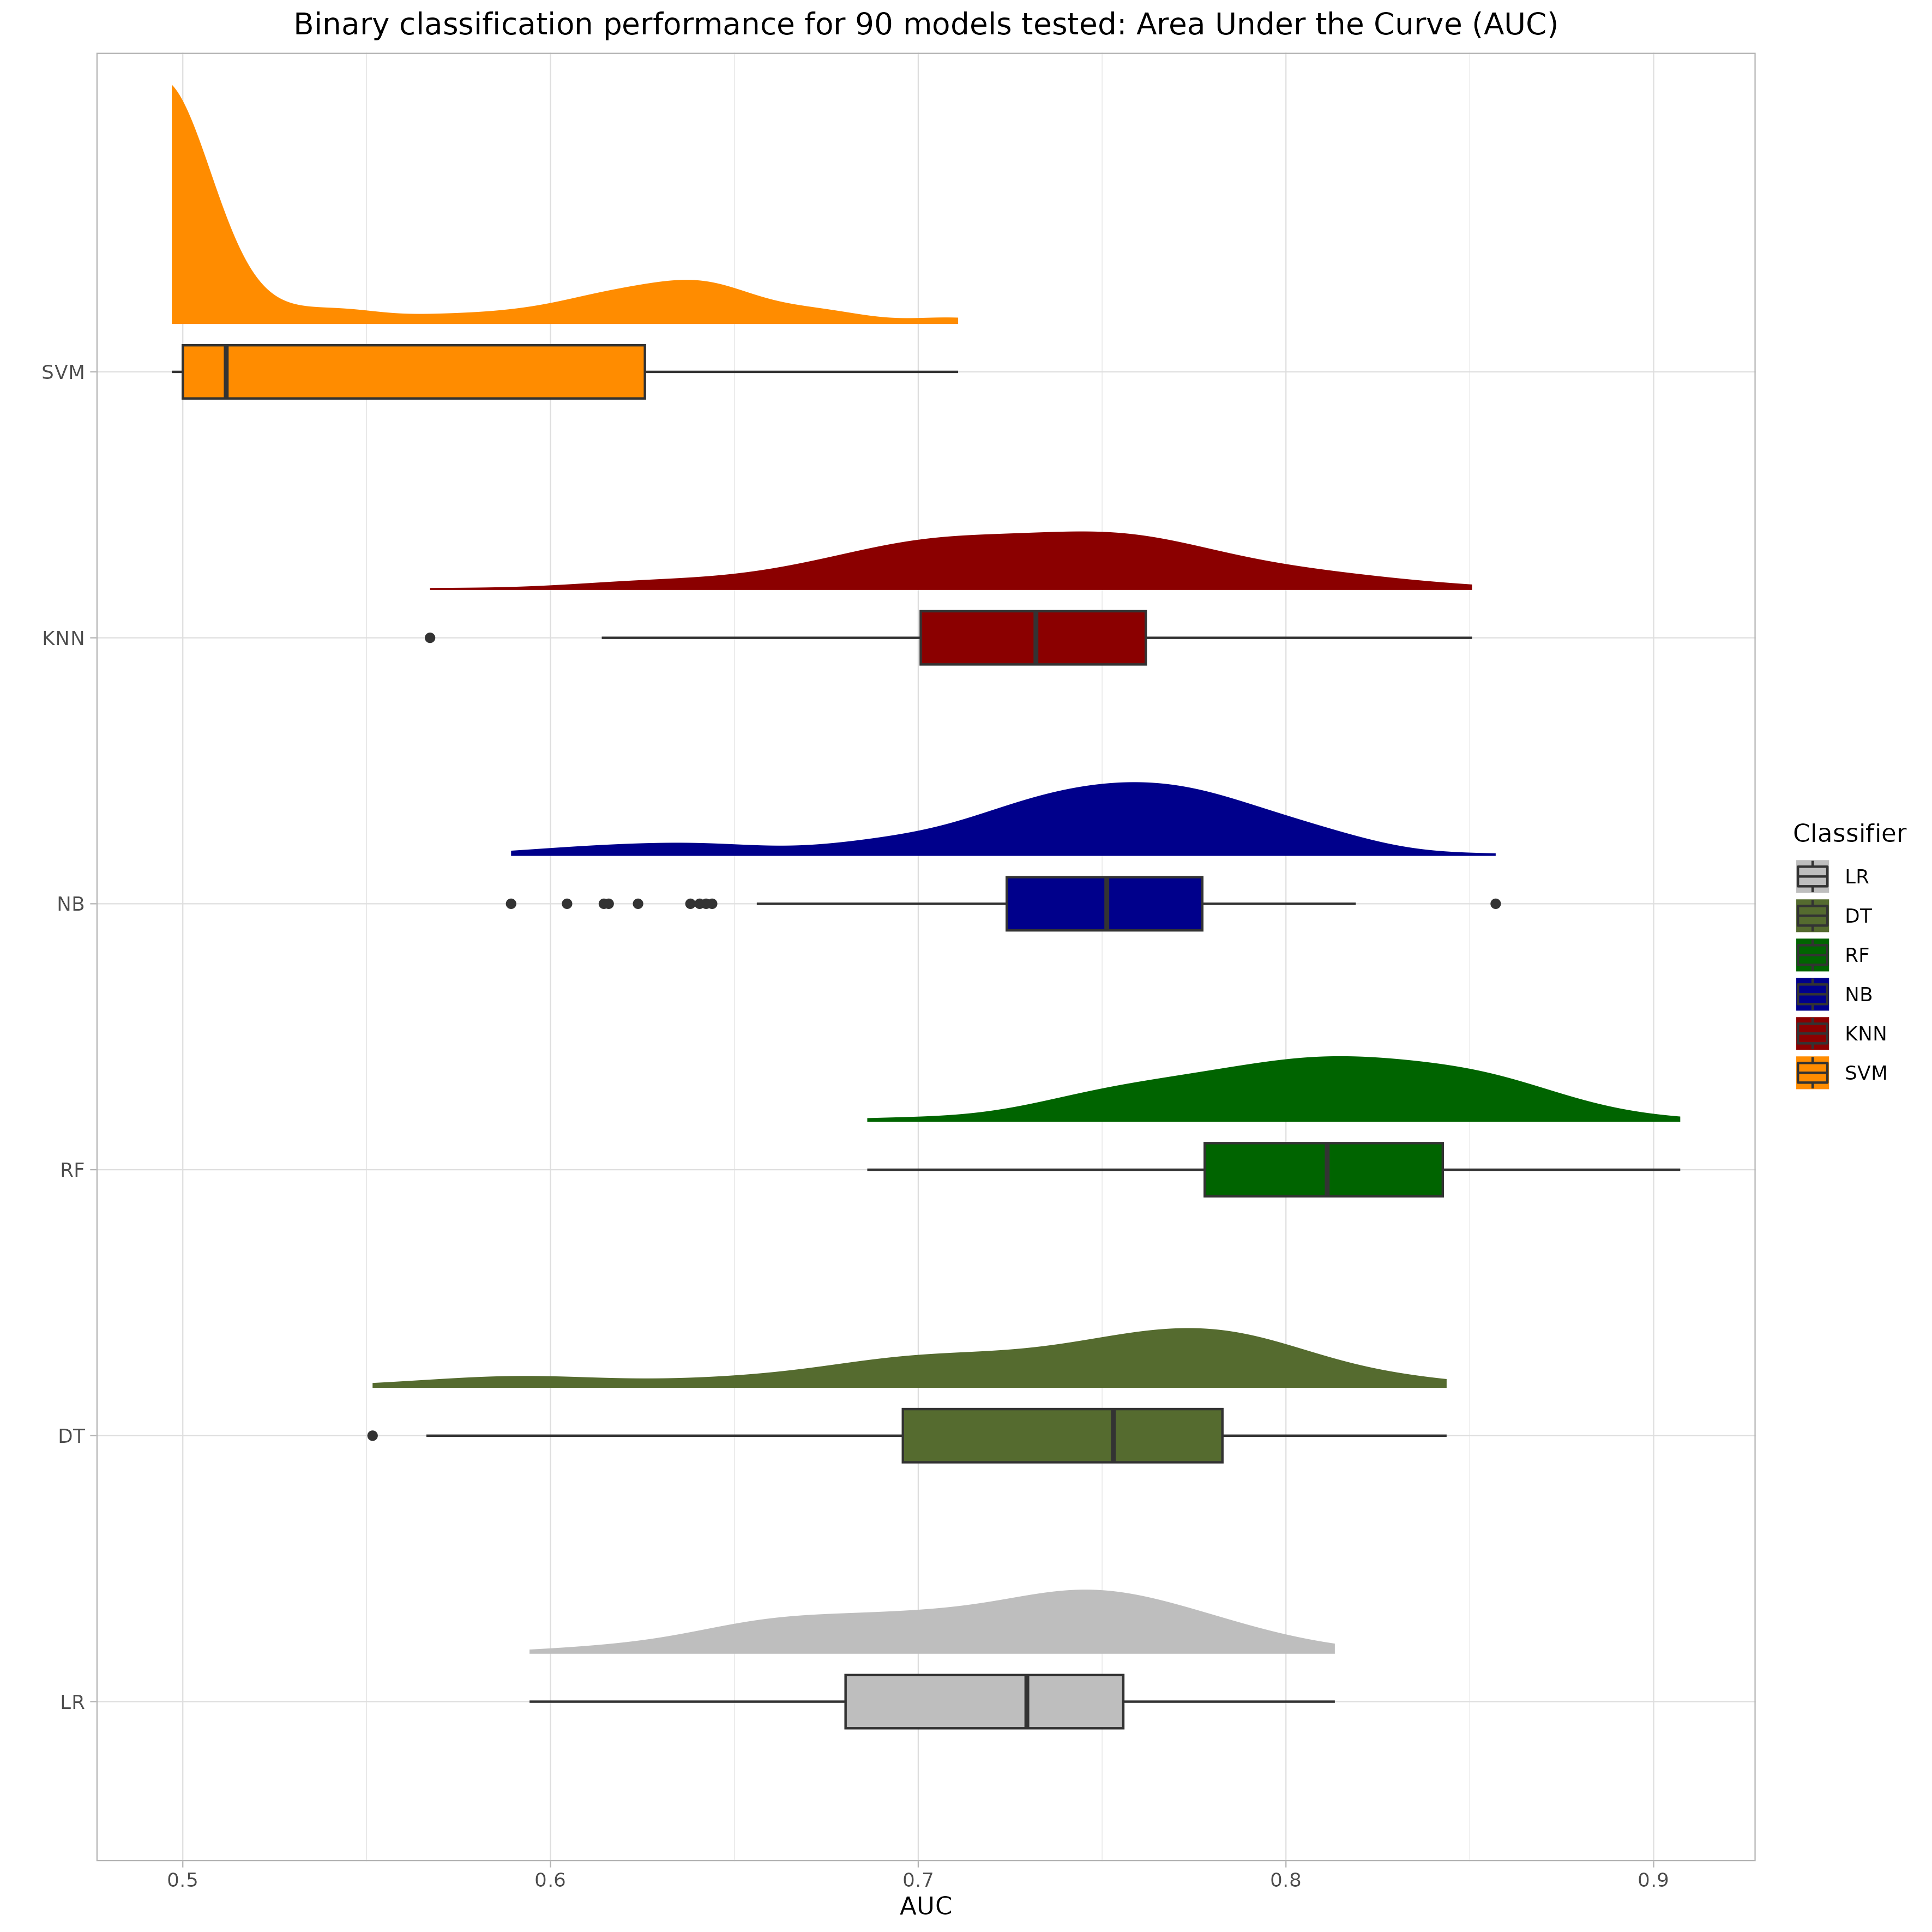 Binary classification performance for 90 models tested: Area Under the Curve (AUC)
SVM
KNN
NB
RF
DT
LR
0.5 0.6 0.7 0.8 0.9
AUC
Classifier
LR
DT
RF
NB
KNN
SVM